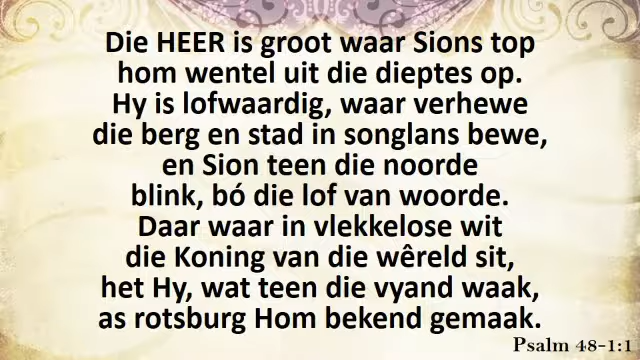 Die HEER is groot waar Sions top
hom wentel uit die dieptes op.
Hy is lofwaardig, waar verhewe
die berg en stad in songlans bewe,
en Sion teen die noorde
blink, bó die lof van woorde.
Daar waar in vlekkelose wit
die Koning van die wêreld sit,
het Hy, wat teen die vyand waak,
as rotsburg Hom bekend gemaak.
Psalm 48-1:1